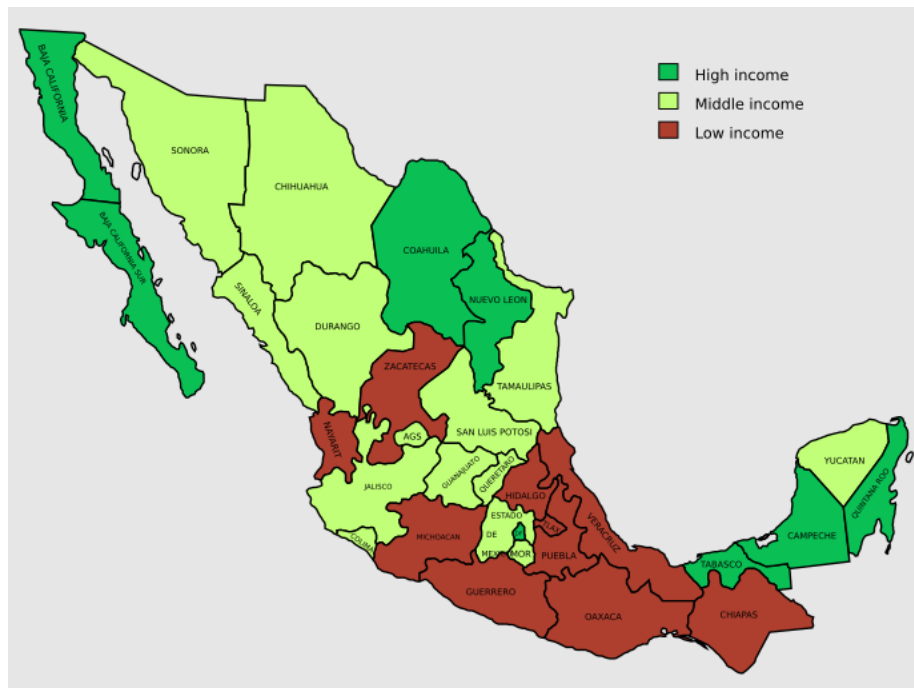 High income
Middle income
Low income
BAJA CALIFORNIA
SONORA
CHIHUAHUA
BAJA CALIFORNIA SUR
COAHUILA
SINALOA
NUEVO LEON
DURANGO
ZACATECAS
TAMAULIPAS
NAYARIT
AGS
SAN LUIS POTOSI
YUCATAN
QUINTANA ROO
GUANAJUATO
QUERETARO
JALISCO
HIDALGO
ESTADO
DE
TLAX
VERACRUZ
COLIMA
MICHOACAN
MOR
PUEBLA
CAMPECHE
TABASCO
GUERRERO
OAXACA
CHIAPAS